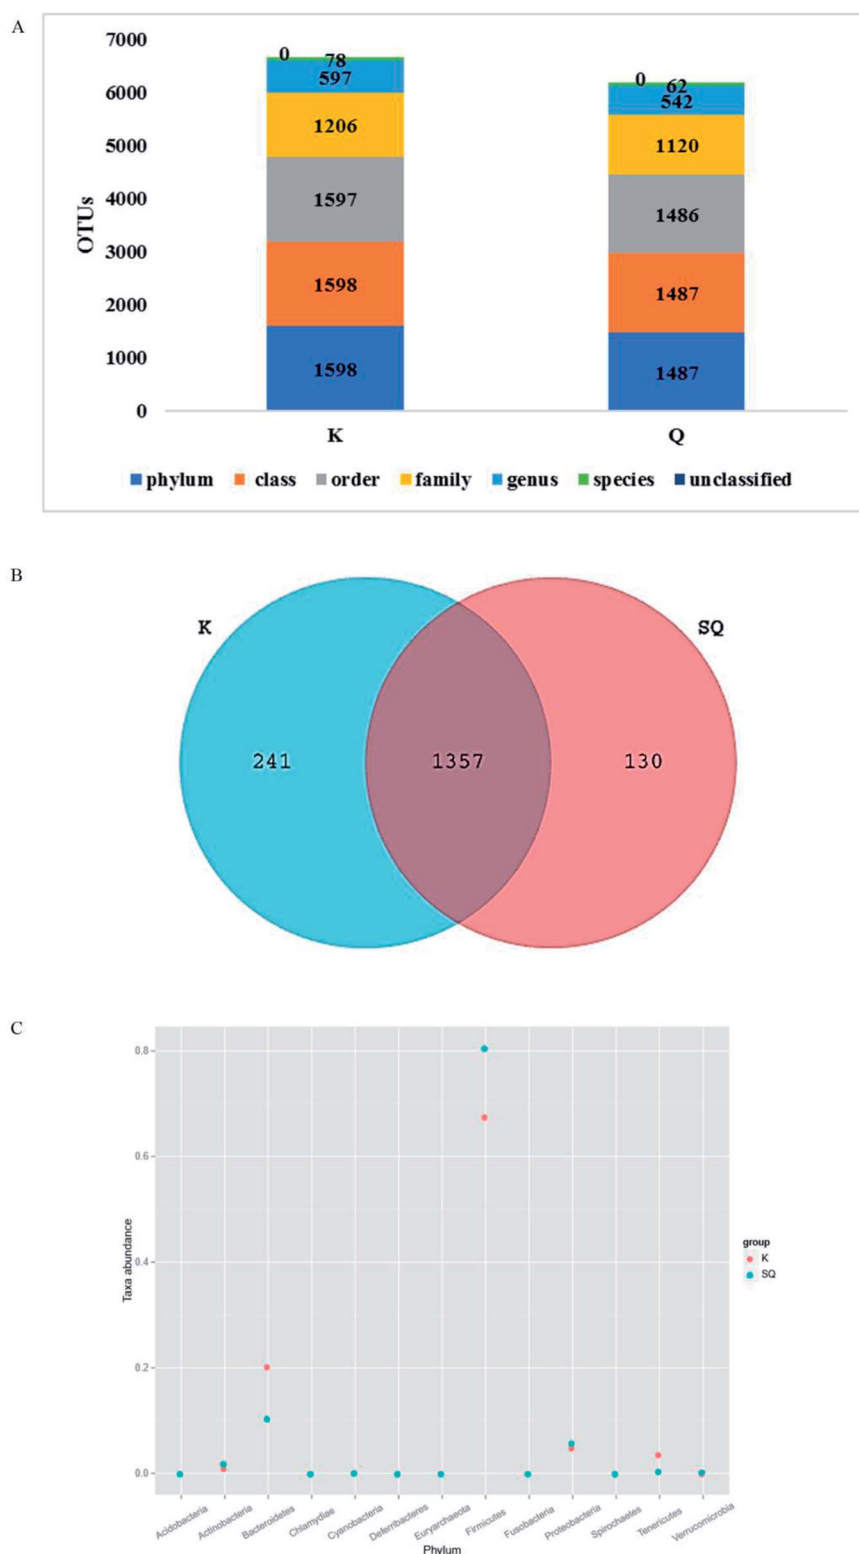 A
7000
6000
5000
4000
3000
2000
1000
0
OTUs
0
78
597
1206
1597
1598
1598
0
62
542
1120
1486
1487
1487
K
Q
phylum class order family genus species unclassified
B
K
SQ
241
1357
130
C
0.8
0.6
0.4
0.2
0.0
Taxa abundance
group
K
SQ
Acidobacteria
Actinobacteria
Bacteroidetes
Chlamydiae
Cyanobacteria
Deferribacteres
Euryarchaeota
Firmicutes
Fusobacteria
Proteobacteria
Spirochaetes
Tenericutes
Verrucomicrobia
Phylum